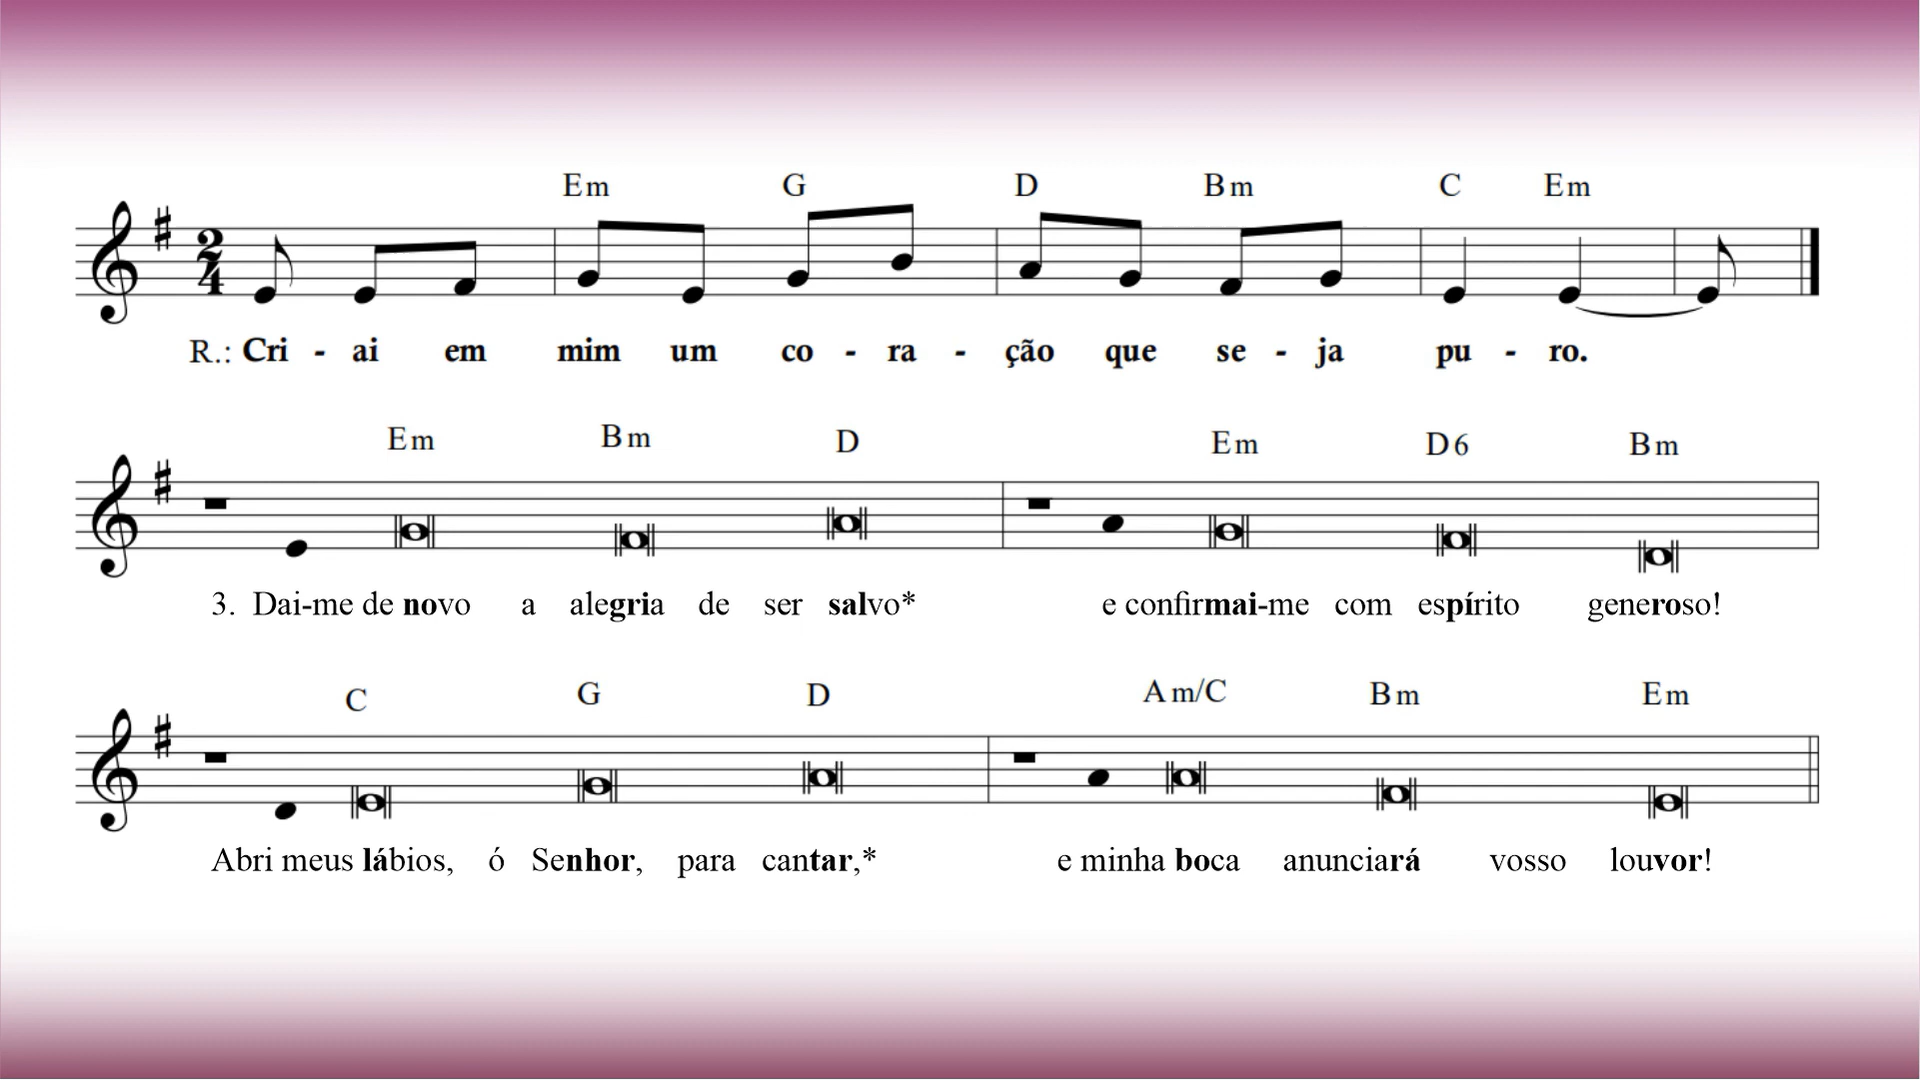 Em G D Bm C Em
2
4
R.: Cri - ai em mim um co - ra - ção que se - ja pu - ro.
Em Bm D Em D6 Bm
3. Dai-me de novo a alegria de ser salvo* e confirmai-me com espírito generoso!
C G D Am/C Bm Em
Abri meus lábios, ó Senhor, para cantar,* e minha boca anunciará vosso louvor!